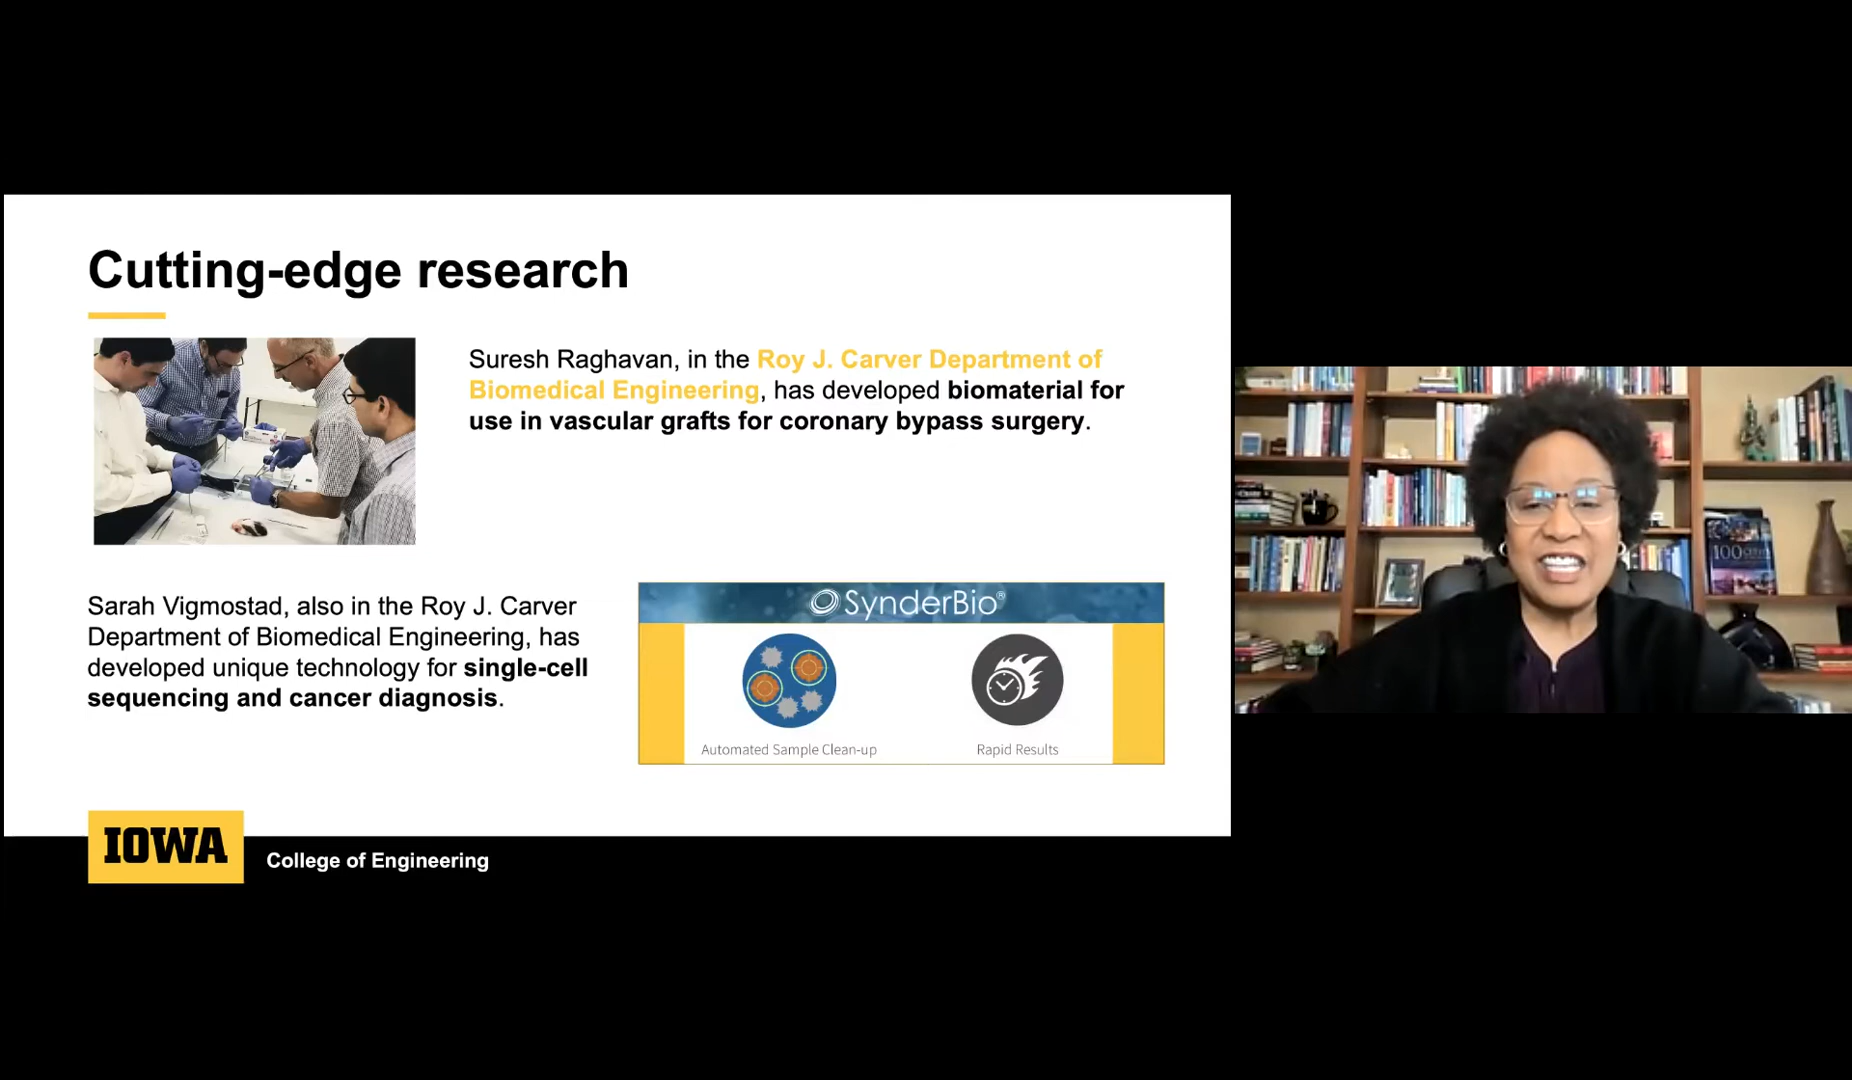 Cutting-edge research
Suresh Raghavan, in the Roy J. Carver Department of
Biomedical Engineering, has developed biomaterial for
use in vascular grafts for coronary bypass surgery.
Sarah Vigmostad, also in the Roy J. Carver
Department of Biomedical Engineering, has
developed unique technology for single-cell
sequencing and cancer diagnosis.
SynderBio®
Automated Sample Clean-up
Rapid Results
IOWA
College of Engineering
100